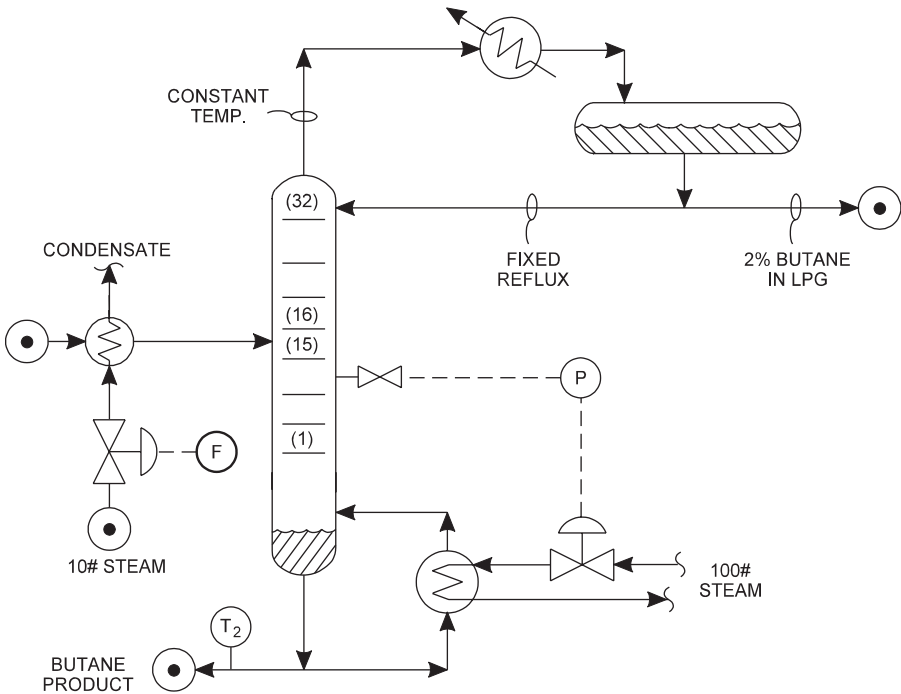 CONSTANT
TEMP.
(32)
CONDENSATE
FIXED
REFLUX
2% BUTANE
IN LPG
(16)
(15)
P
(1)
F
10# STEAM
100#
STEAM
T2
BUTANE
PRODUCT